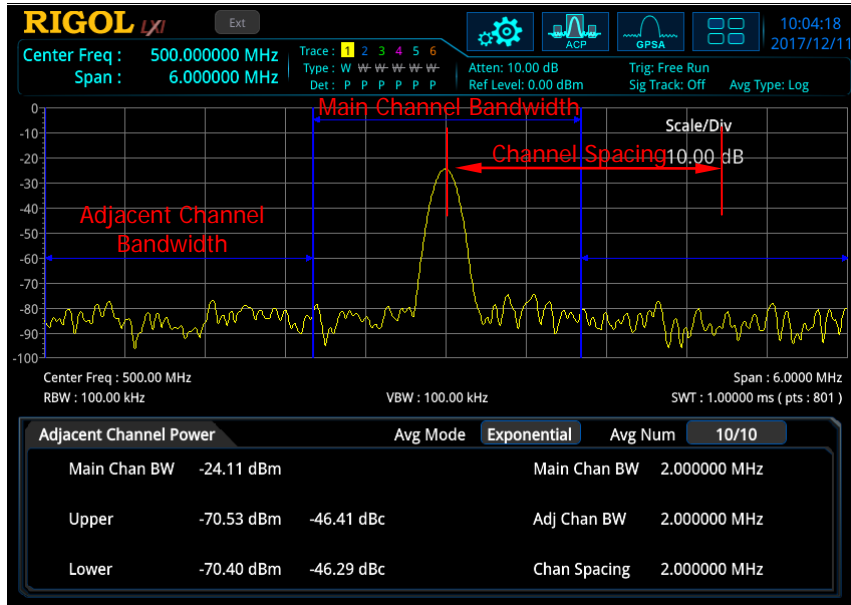 RIGOL LXI Ext ACP GPSA 10:04:18
2017/12/11
Center Freq : 500.000000 MHz
Span : 6.000000 MHz
Trace : 1 2 3 4 5 6
Type : W W W W W W
Det : P P P P P P
Atten: 10.00 dB Trig: Free Run
Ref Level: 0.00 dBm Sig Track: Off Avg Type: Log
Main Channel Bandwidth
Scale/Div
10.00 dB
Channel Spacing
Adjacent Channel
Bandwidth
0
-10
-20
-30
-40
-50
-60
-70
-80
-90
-100
Center Freq : 500.00 MHz Span : 6.0000 MHz
RBW : 100.00 kHz VBW : 100.00 kHz SWT : 1.00000 ms ( pts : 801 )
Adjacent Channel Power Avg Mode Exponential Avg Num 10/10
Main Chan BW -24.11 dBm Main Chan BW 2.000000 MHz
Upper -70.53 dBm -46.41 dBc Adj Chan BW 2.000000 MHz
Lower -70.40 dBm -46.29 dBc Chan Spacing 2.000000 MHz